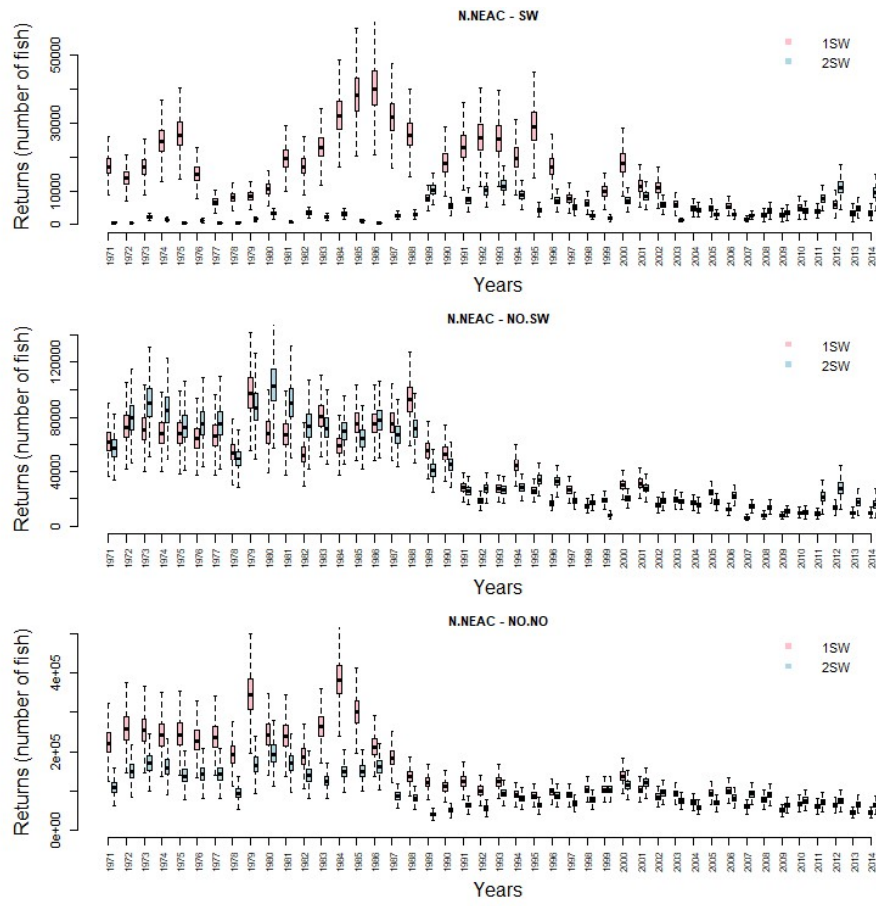 N.NEAC - SW
Returns (number of fish)
50000
30000
10000
0
1SW
2SW
1971 1972 1973 1974 1975 1976 1977 1978 1979 1980 1981 1982 1983 1984 1985 1986 1987 1988 1989 1990 1991 1992 1993 1994 1995 1996 1997 1998 1999 2000 2001 2002 2003 2004 2005 2006 2007 2008 2009 2010 2011 2012 2013 2014
Years
N.NEAC - NO.SW
Returns (number of fish)
120000
80000
40000
0
1SW
2SW
1971 1972 1973 1974 1975 1976 1977 1978 1979 1980 1981 1982 1983 1984 1985 1986 1987 1988 1989 1990 1991 1992 1993 1994 1995 1996 1997 1998 1999 2000 2001 2002 2003 2004 2005 2006 2007 2008 2009 2010 2011 2012 2013 2014
Years
N.NEAC - NO.NO
Returns (number of fish)
4e+05
2e+05
0e+00
1SW
2SW
1971 1972 1973 1974 1975 1976 1977 1978 1979 1980 1981 1982 1983 1984 1985 1986 1987 1988 1989 1990 1991 1992 1993 1994 1995 1996 1997 1998 1999 2000 2001 2002 2003 2004 2005 2006 2007 2008 2009 2010 2011 2012 2013 2014
Years